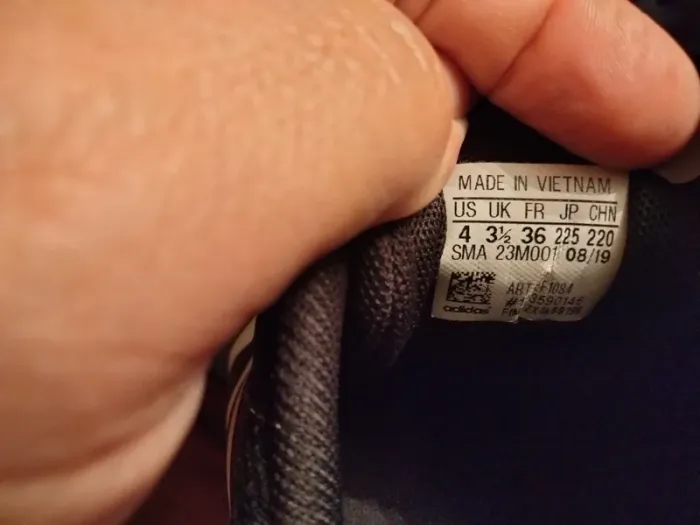 MADE IN VIETNAM
US UK FR JP CHN
4 3½ 36 225 220
SMA 23M001 08/19
adidas